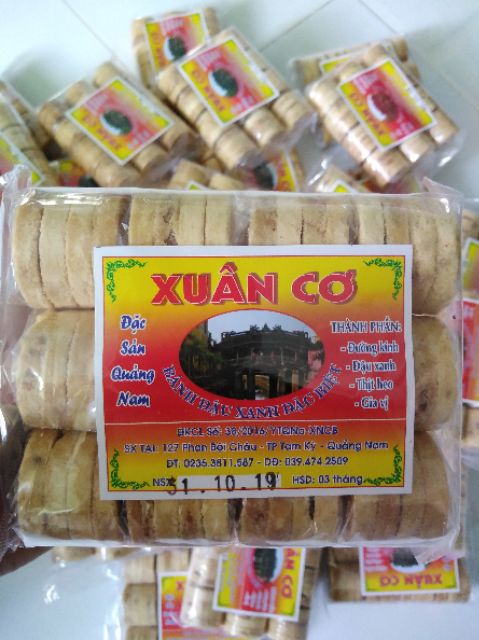 XUÂN CƠ
Đặc
Sản
Quảng
Nam
THÀNH PHẦN:
- Đường kính
- Đậu xanh
- Thịt heo
- Gia vị
BÁNH ĐẬU XANH ĐẶC BIỆT
SX TẠI: 127 Phan Bội Châu - TP Tam Kỳ - Quảng Nam
ĐT: 0235.3811.587 - DĐ: 039.474.2509
NSX: 31.10.19 HSD: 03 tháng
XUÂN CƠ